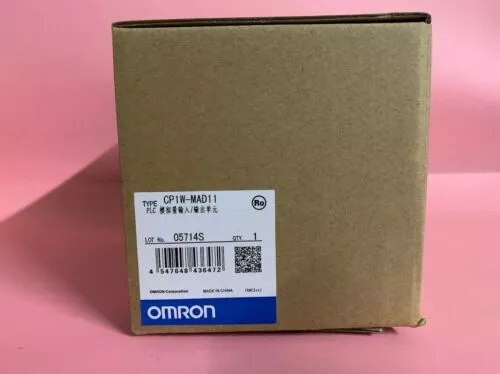 TYPE CP1W-MAD11
PLC 模拟量输入/输出单元
Ro
LOT No. 05714S QTY. 1
4 547648 436472
OMRON Corporation MADE IN CHINA
OMRON